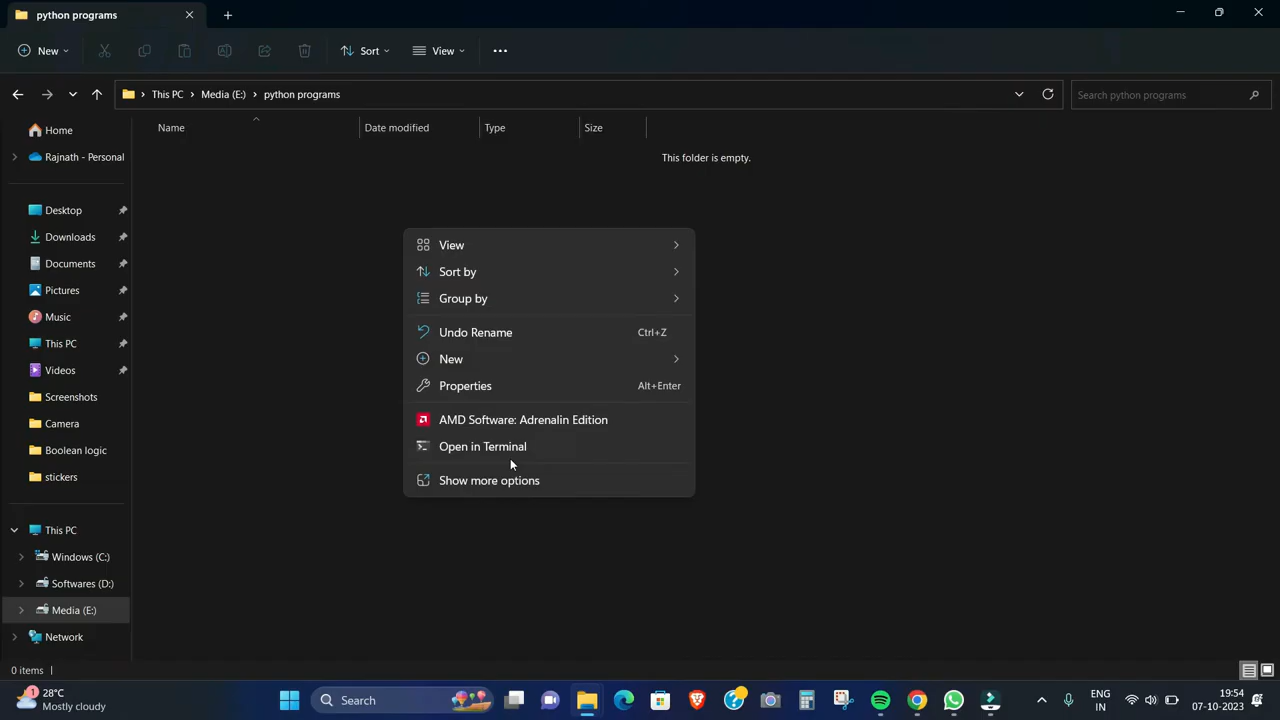 python programs
New
Sort
View
This PC
Media (E:)
python programs
Search python programs
Name
Date modified
Type
Size
This folder is empty.
Home
Rajnath - Personal
Desktop
Downloads
Documents
Pictures
Music
This PC
Videos
Screenshots
Camera
Boolean logic
stickers
This PC
Windows (C:)
Softwares (D:)
Media (E:)
Network
View
Sort by
Group by
Undo Rename Ctrl+Z
New
Properties Alt+Enter
AMD Software: Adrenalin Edition
Open in Terminal
Show more options
0 items
1
28°C
Mostly cloudy
Search
ENG
IN
19:54
07-10-2023